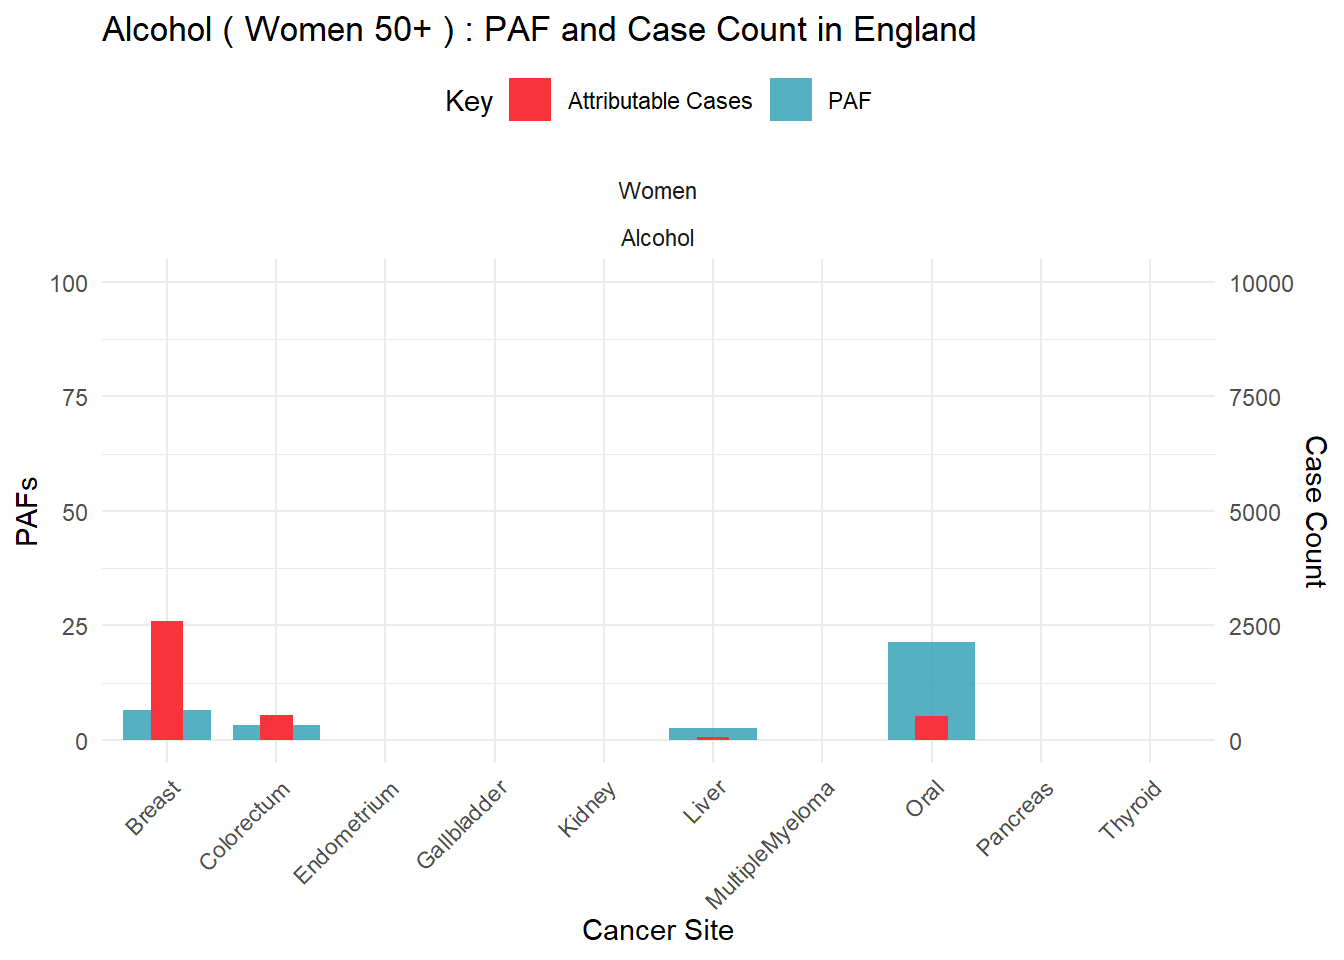 Alcohol ( Women 50+ ) : PAF and Case Count in England
Key Attributable Cases PAF
Women
Alcohol
100
75
50
25
0
PAFs
10000
7500
5000
2500
0
Case Count
Breast
Colorectum
Endometrium
Gallbladder
Kidney
Liver
MultipleMyeloma
Oral
Pancreas
Thyroid
Cancer Site